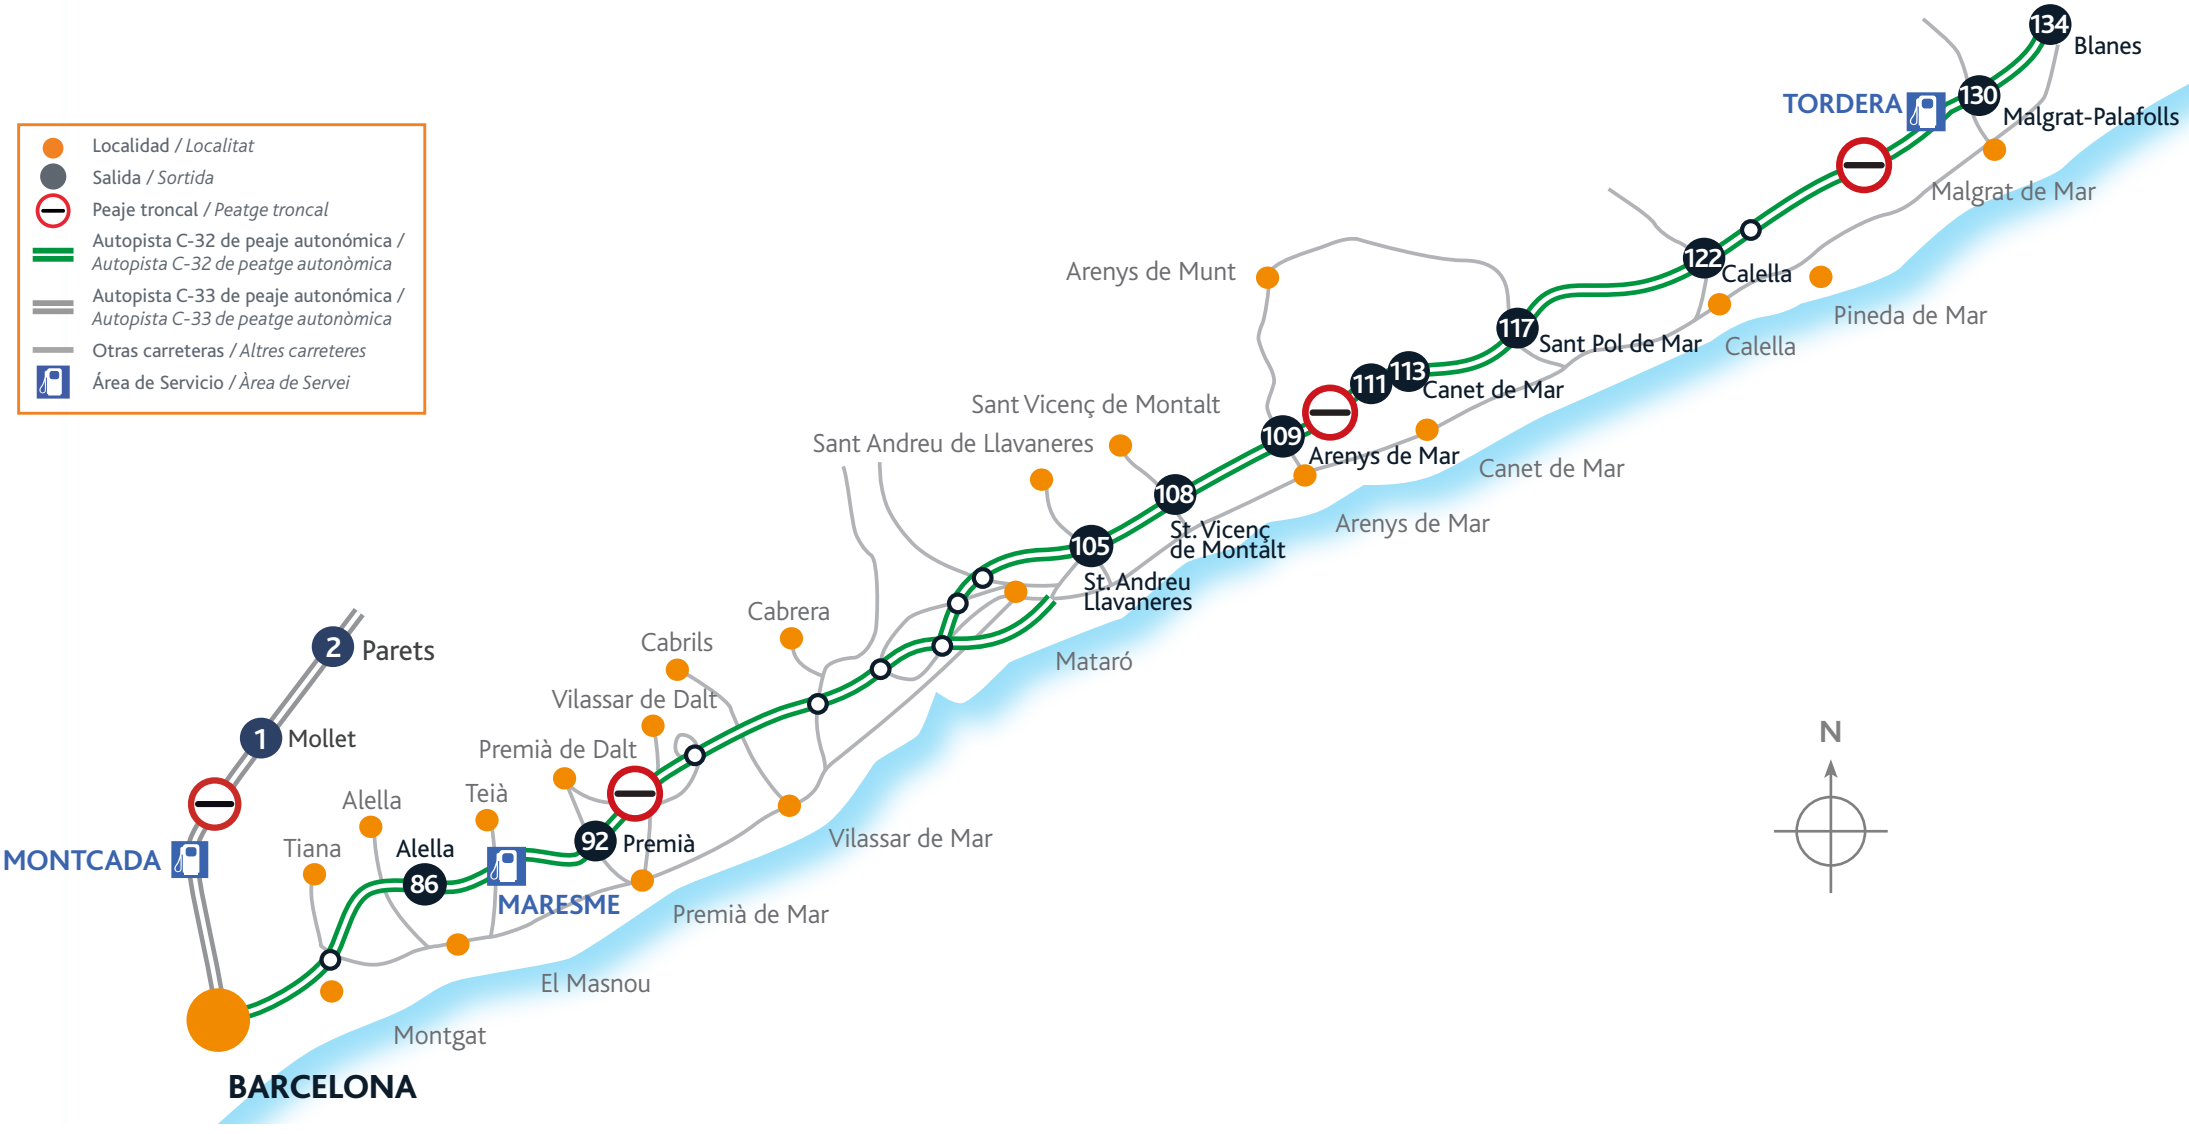 134
Blanes
TORDERA
130
Malgrat-Palafolls
Localidad / Localitat
Salida / Sortida
Peaje troncal / Peatge troncal
Autopista C-32 de peaje autonómica /
Autopista C-32 de peatge autonòmica
Autopista C-33 de peaje autonómica /
Autopista C-33 de peatge autonòmica
Otras carreteras / Altres carreteres
Área de Servicio / Àrea de Servei
Malgrat de Mar
122
Calella
Arenys de Munt
Pineda de Mar
117
Sant Pol de Mar
Calella
111
113
Canet de Mar
Sant Vicenç de Montalt
109
Sant Andreu de Llavaneres
Arenys de Mar
Canet de Mar
108
St. Vicenç
de Montalt
Arenys de Mar
105
St. Andreu
Llavaneres
Cabrera
Cabrils
2
Parets
Mataró
Vilassar de Dalt
1
Mollet
Premià de Dalt
N
Alella
Teià
Tiana
Alella
92
Premià
Vilassar de Mar
MONTCADA
86
MARESME
Premià de Mar
El Masnou
Montgat
BARCELONA